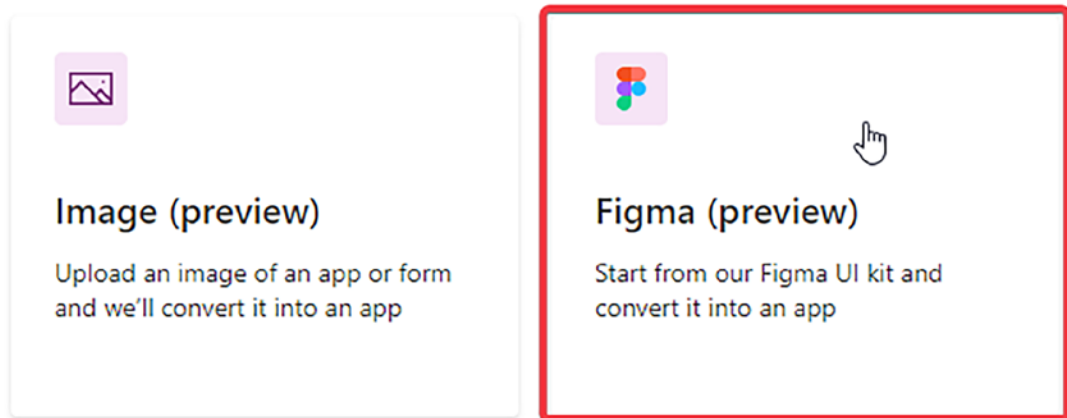 Image (preview)
Upload an image of an app or form
and we'll convert it into an app
Figma (preview)
Start from our Figma UI kit and
convert it into an app